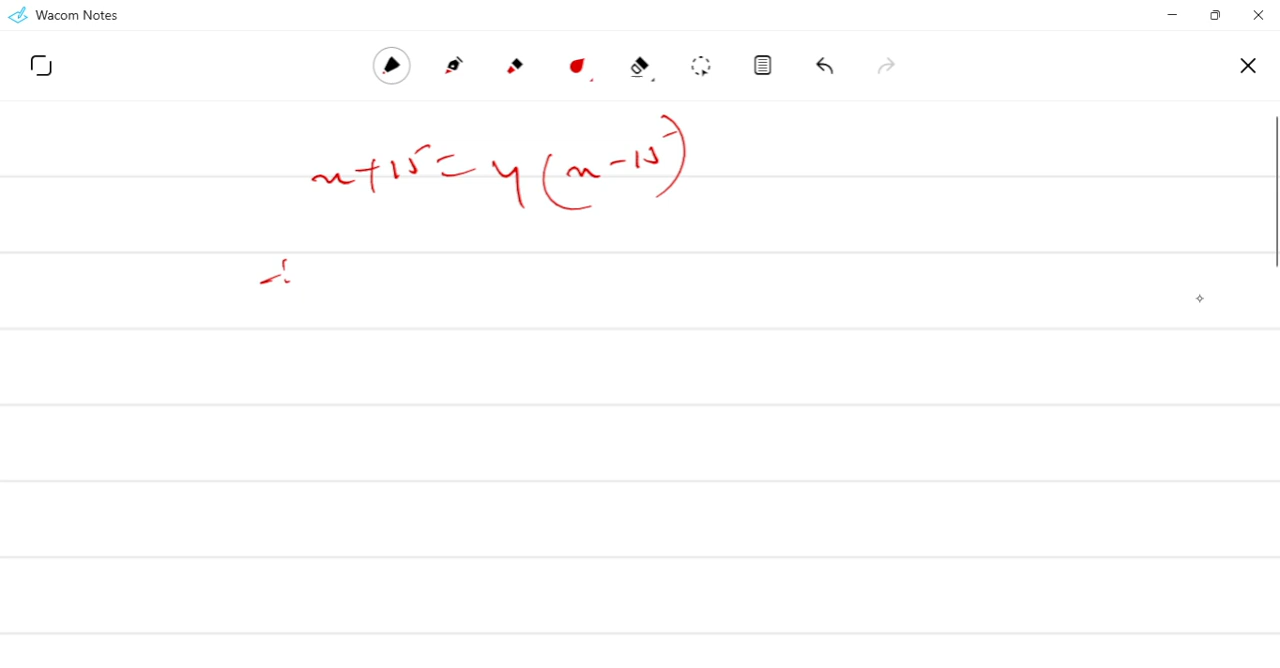 Wacom Notes
x+15 = 4(x-15)